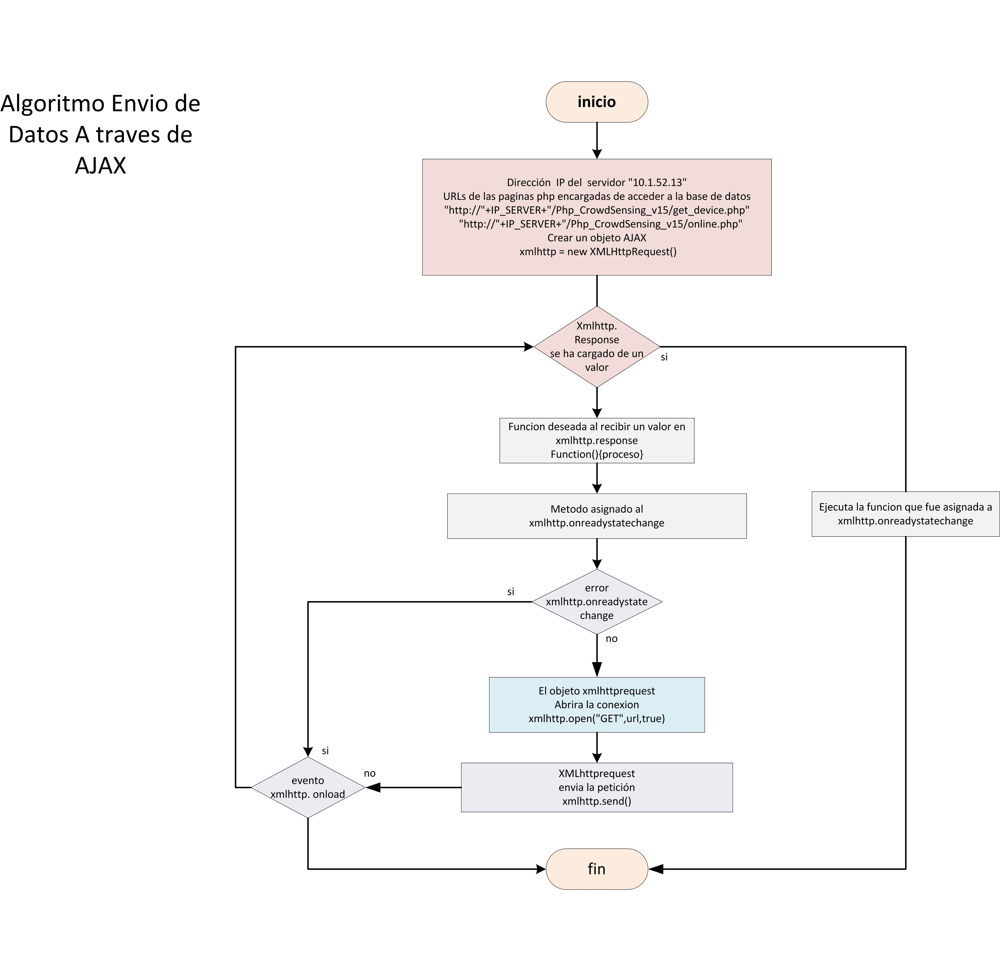 Algoritmo Envio de
Datos A traves de
AJAX
inicio
Dirección IP del servidor "10.1.52.13"
URLs de las paginas php encargadas de acceder a la base de datos
"http://"+IP_SERVER+"/Php_CrowdSensing_v15/get_device.php"
"http://"+IP_SERVER+"/Php_CrowdSensing_v15/online.php"
Crear un objeto AJAX
xmlhttp = new XMLHttpRequest()
Xmlhttp.
Response
se ha cargado de un
valor
si
Funcion deseada al recibir un valor en
xmlhttp.response
Function(){proceso}
Metodo asignado al
xmlhttp.onreadystatechange
Ejecuta la funcion que fue asignada a
xmlhttp.onreadystatechange
error
xmlhttp.onreadystate
change
si
no
El objeto xmlhttprequest
Abrira la conexion
xmlhttp.open("GET",url,true)
si
no
evento
xmlhttp. onload
XMLhttprequest
envia la petición
xmlhttp.send()
fin